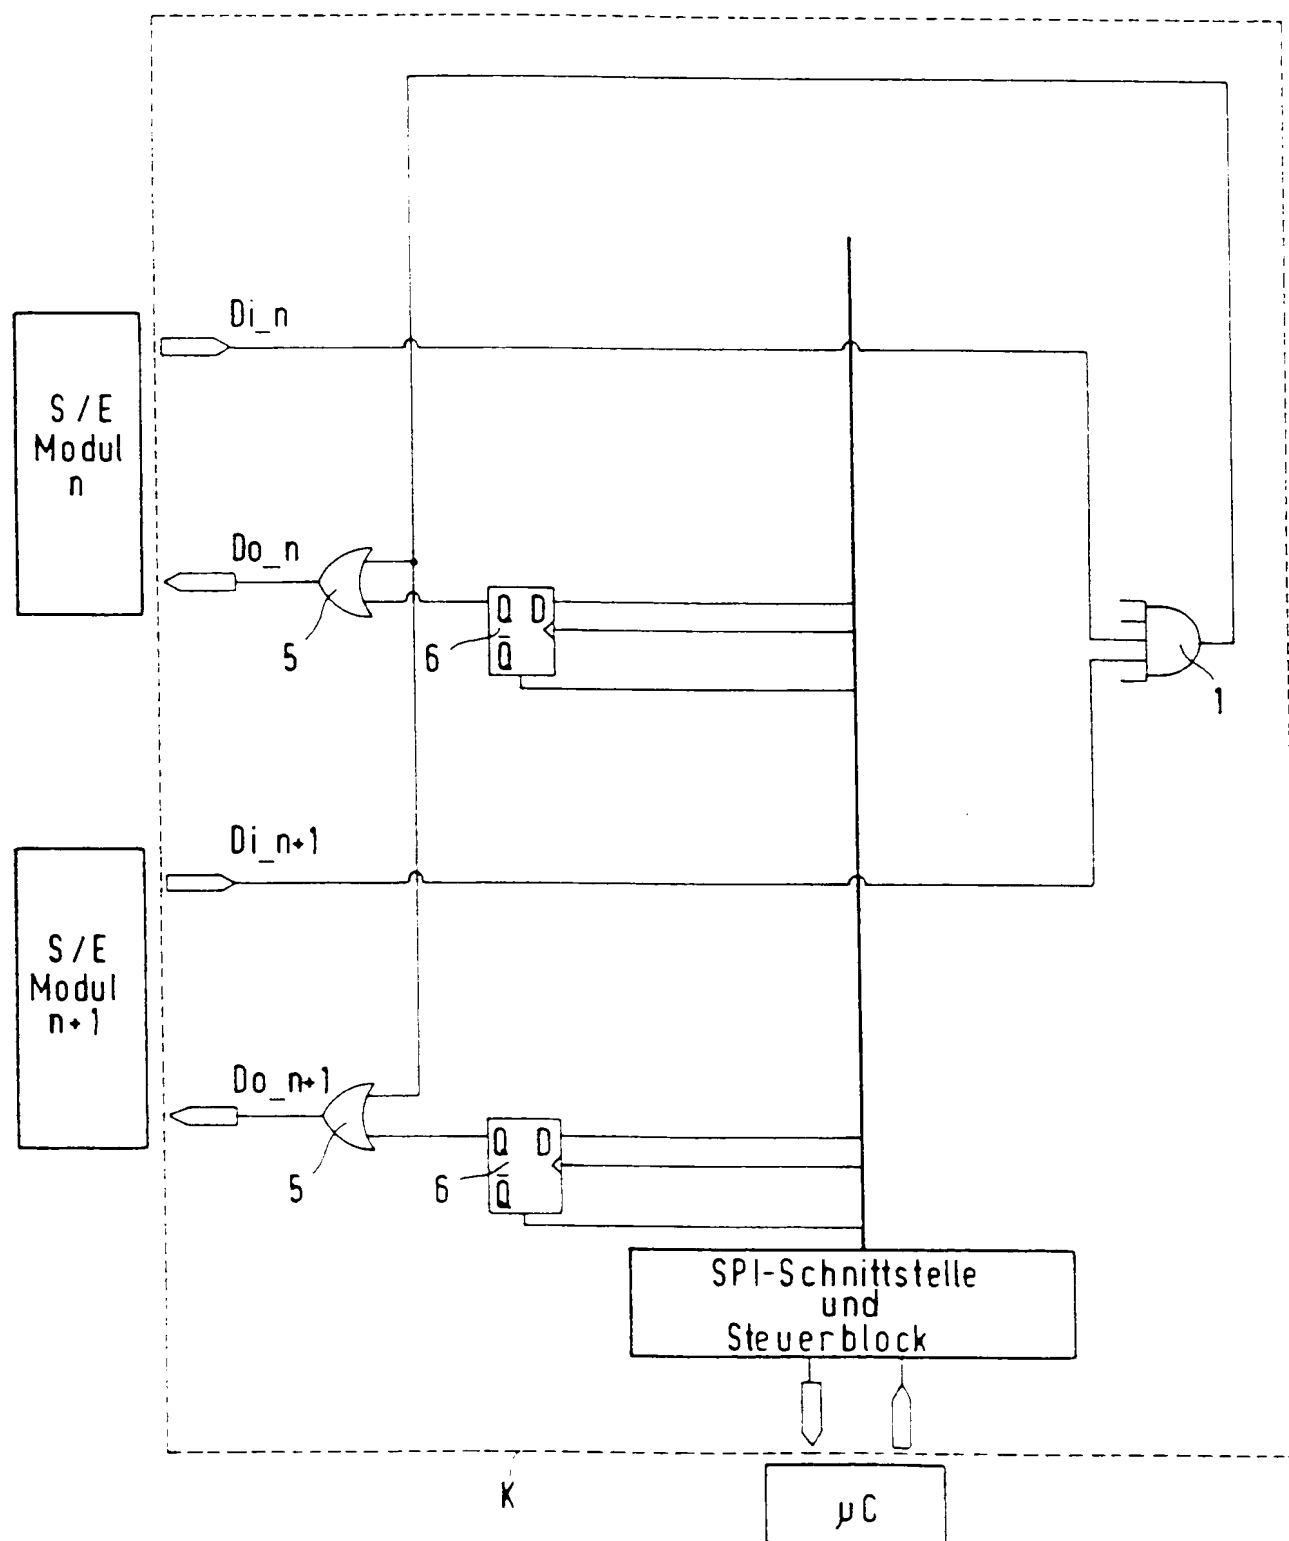 Di_n
S/E
Modul
n
Do_n
5
6
Q D
Q̅
1
Di_n+1
S/E
Modul
n+1
Do_n+1
5
6
Q D
Q̅
SPI-Schnittstelle
und
Steuerblock
K
µC